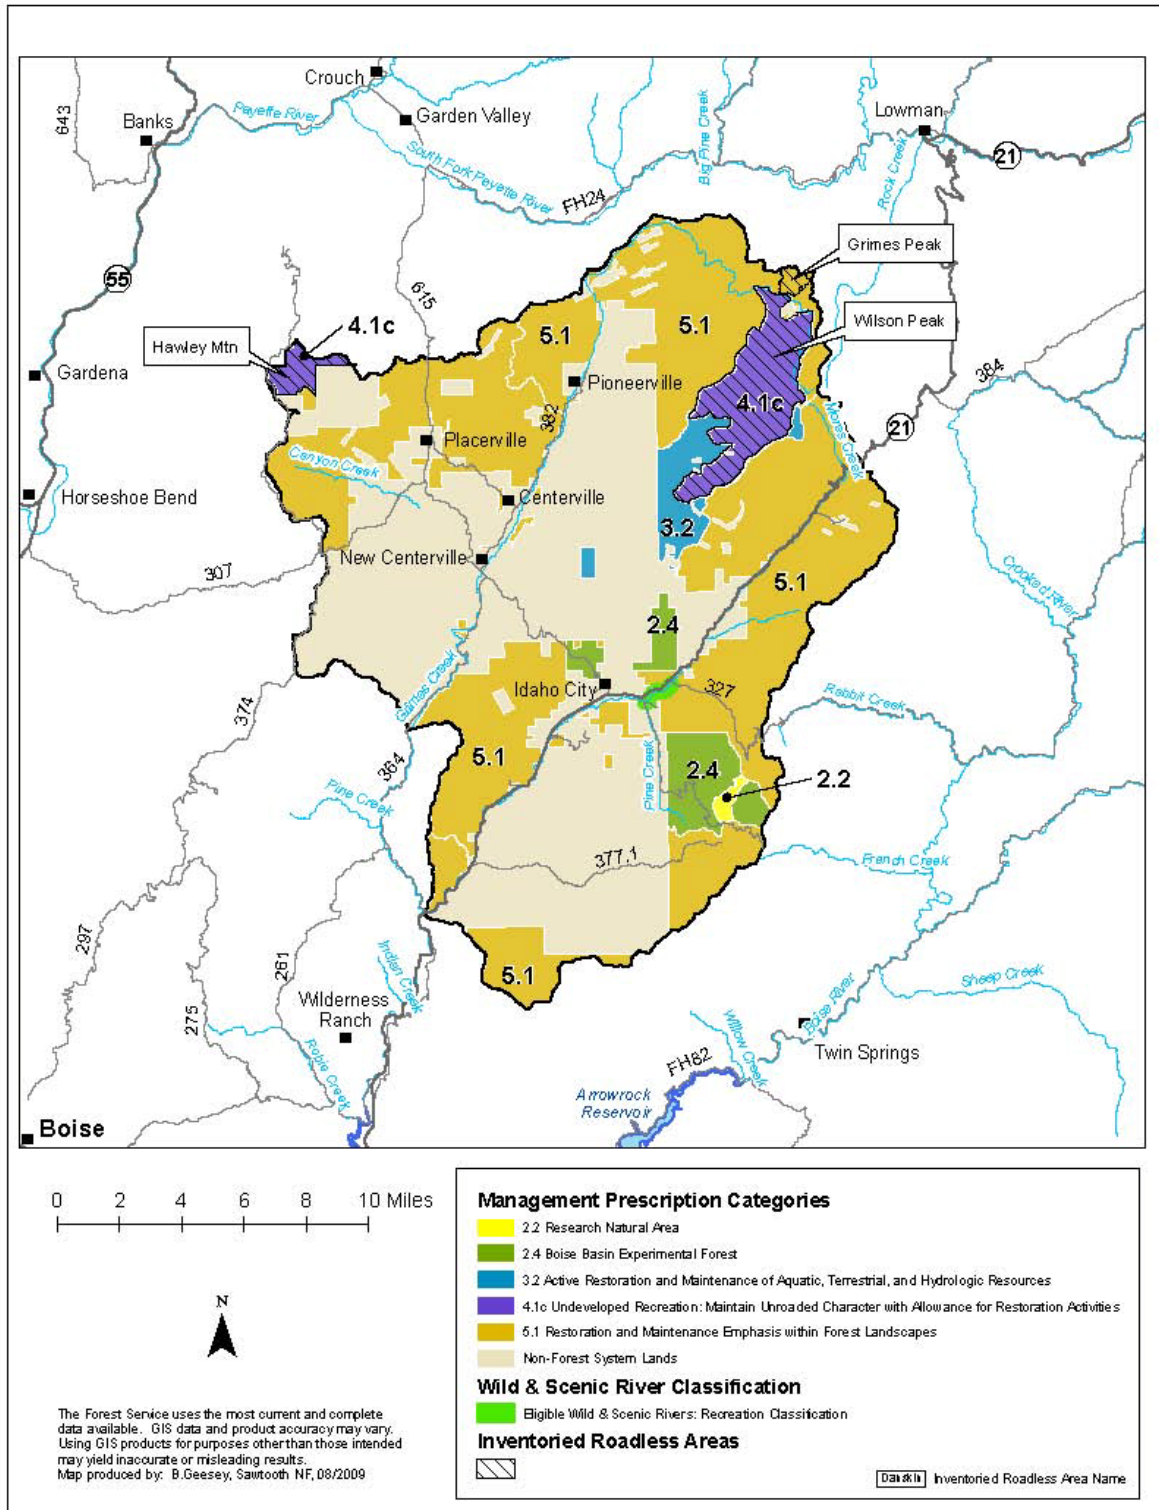 Crouch
Garden Valley
Banks
643
Payette River
South Fork Payette River
FH24
Big Pine Creek
Lowman
21
Rock Creek
Grimes Peak
Wilson Peak
55
615
4.1c
Hawley Mtn
5.1
5.1
Gardena
Pioneerville
382
4.1c
384
21
Mores Creek
Placerville
Canyon Creek
Centerville
Horseshoe Bend
3.2
New Centerville
307
5.1
Crooked River
2.4
Grimes Creek
Idaho City
327
Rabbit Creek
374
364
5.1
2.4
2.2
Pine Creek
Pine Creek
377.1
French Creek
297
261
275
Indian Creek
5.1
Sheep Creek
Wilderness
Ranch
Robie Creek
Boise River
Willow Creek
Twin Springs
FH82
Arrowrock
Reservoir
Boise
0 2 4 6 8 10 Miles
N
The Forest Service uses the most current and complete
data available. GIS data and product accuracy may vary.
Using GIS products for purposes other than those intended
may yield inaccurate or misleading results.
Map produced by: B.Geesey, Sawtooth NF, 08/2009
Management Prescription Categories
2.2 Research Natural Area
2.4 Boise Basin Experimental Forest
3.2 Active Restoration and Maintenance of Aquatic, Terrestrial, and Hydrologic Resources
4.1c Undeveloped Recreation: Maintain Unroaded Character with Allowance for Restoration Activities
5.1 Restoration and Maintenance Emphasis within Forest Landscapes
Non-Forest System Lands
Wild & Scenic River Classification
Eligible Wild & Scenic Rivers: Recreation Classification
Inventoried Roadless Areas
Danskin Inventoried Roadless Area Name